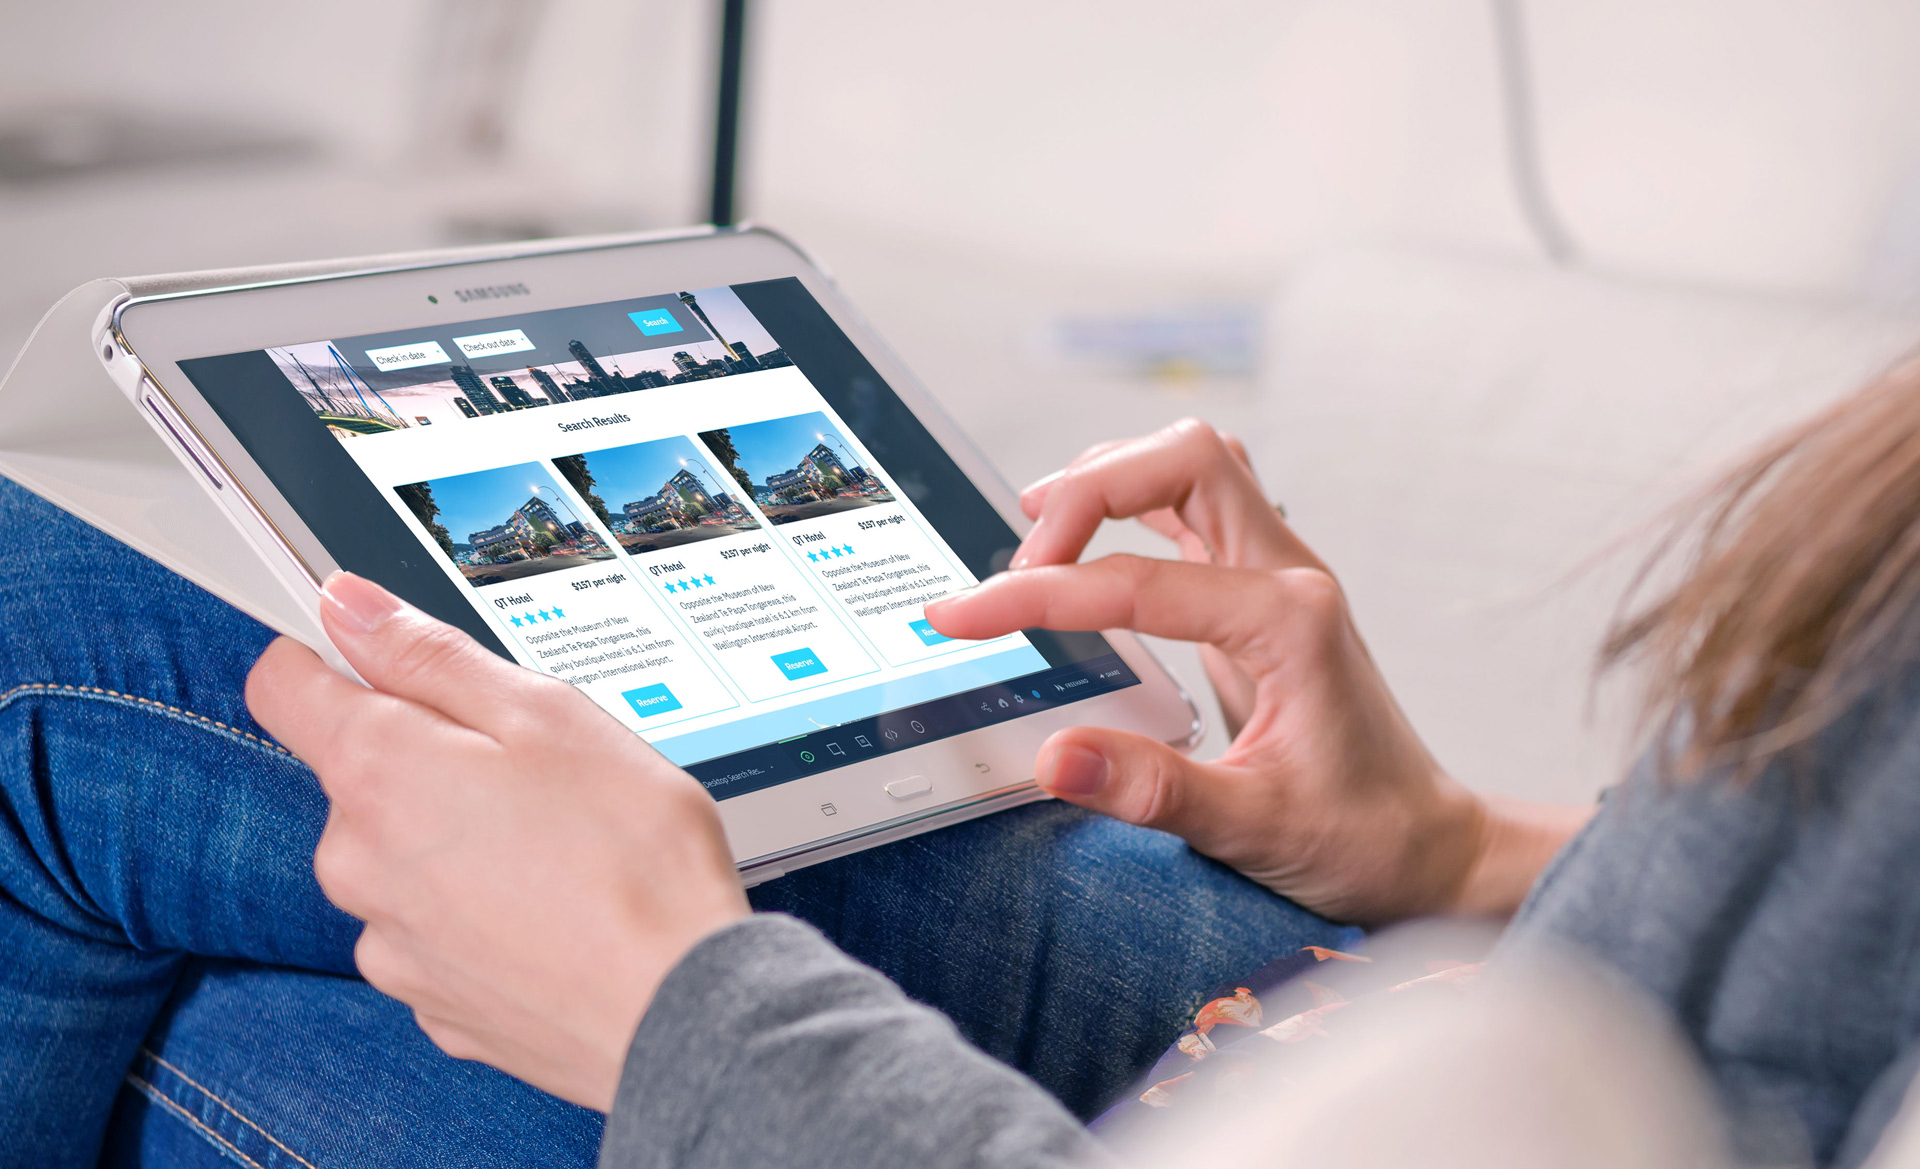 SAMSUNG
Check in date
Check out date
Search
Search Results
QT Hotel
$157 per night
Opposite the Museum of New
Zealand Te Papa Tongarewa, this
quirky boutique hotel is 6.1 km from
Wellington International Airport.
Reserve
QT Hotel
$157 per night
Opposite the Museum of New
Zealand Te Papa Tongarewa, this
quirky boutique hotel is 6.1 km from
Wellington International Airport.
Reserve
QT Hotel
$157 per night
Opposite the Museum of New
Zealand Te Papa Tongarewa, this
quirky boutique hotel is 6.1 km from
Wellington International Airport
Res
Desktop Search Res...
FREEHAND
SHARE